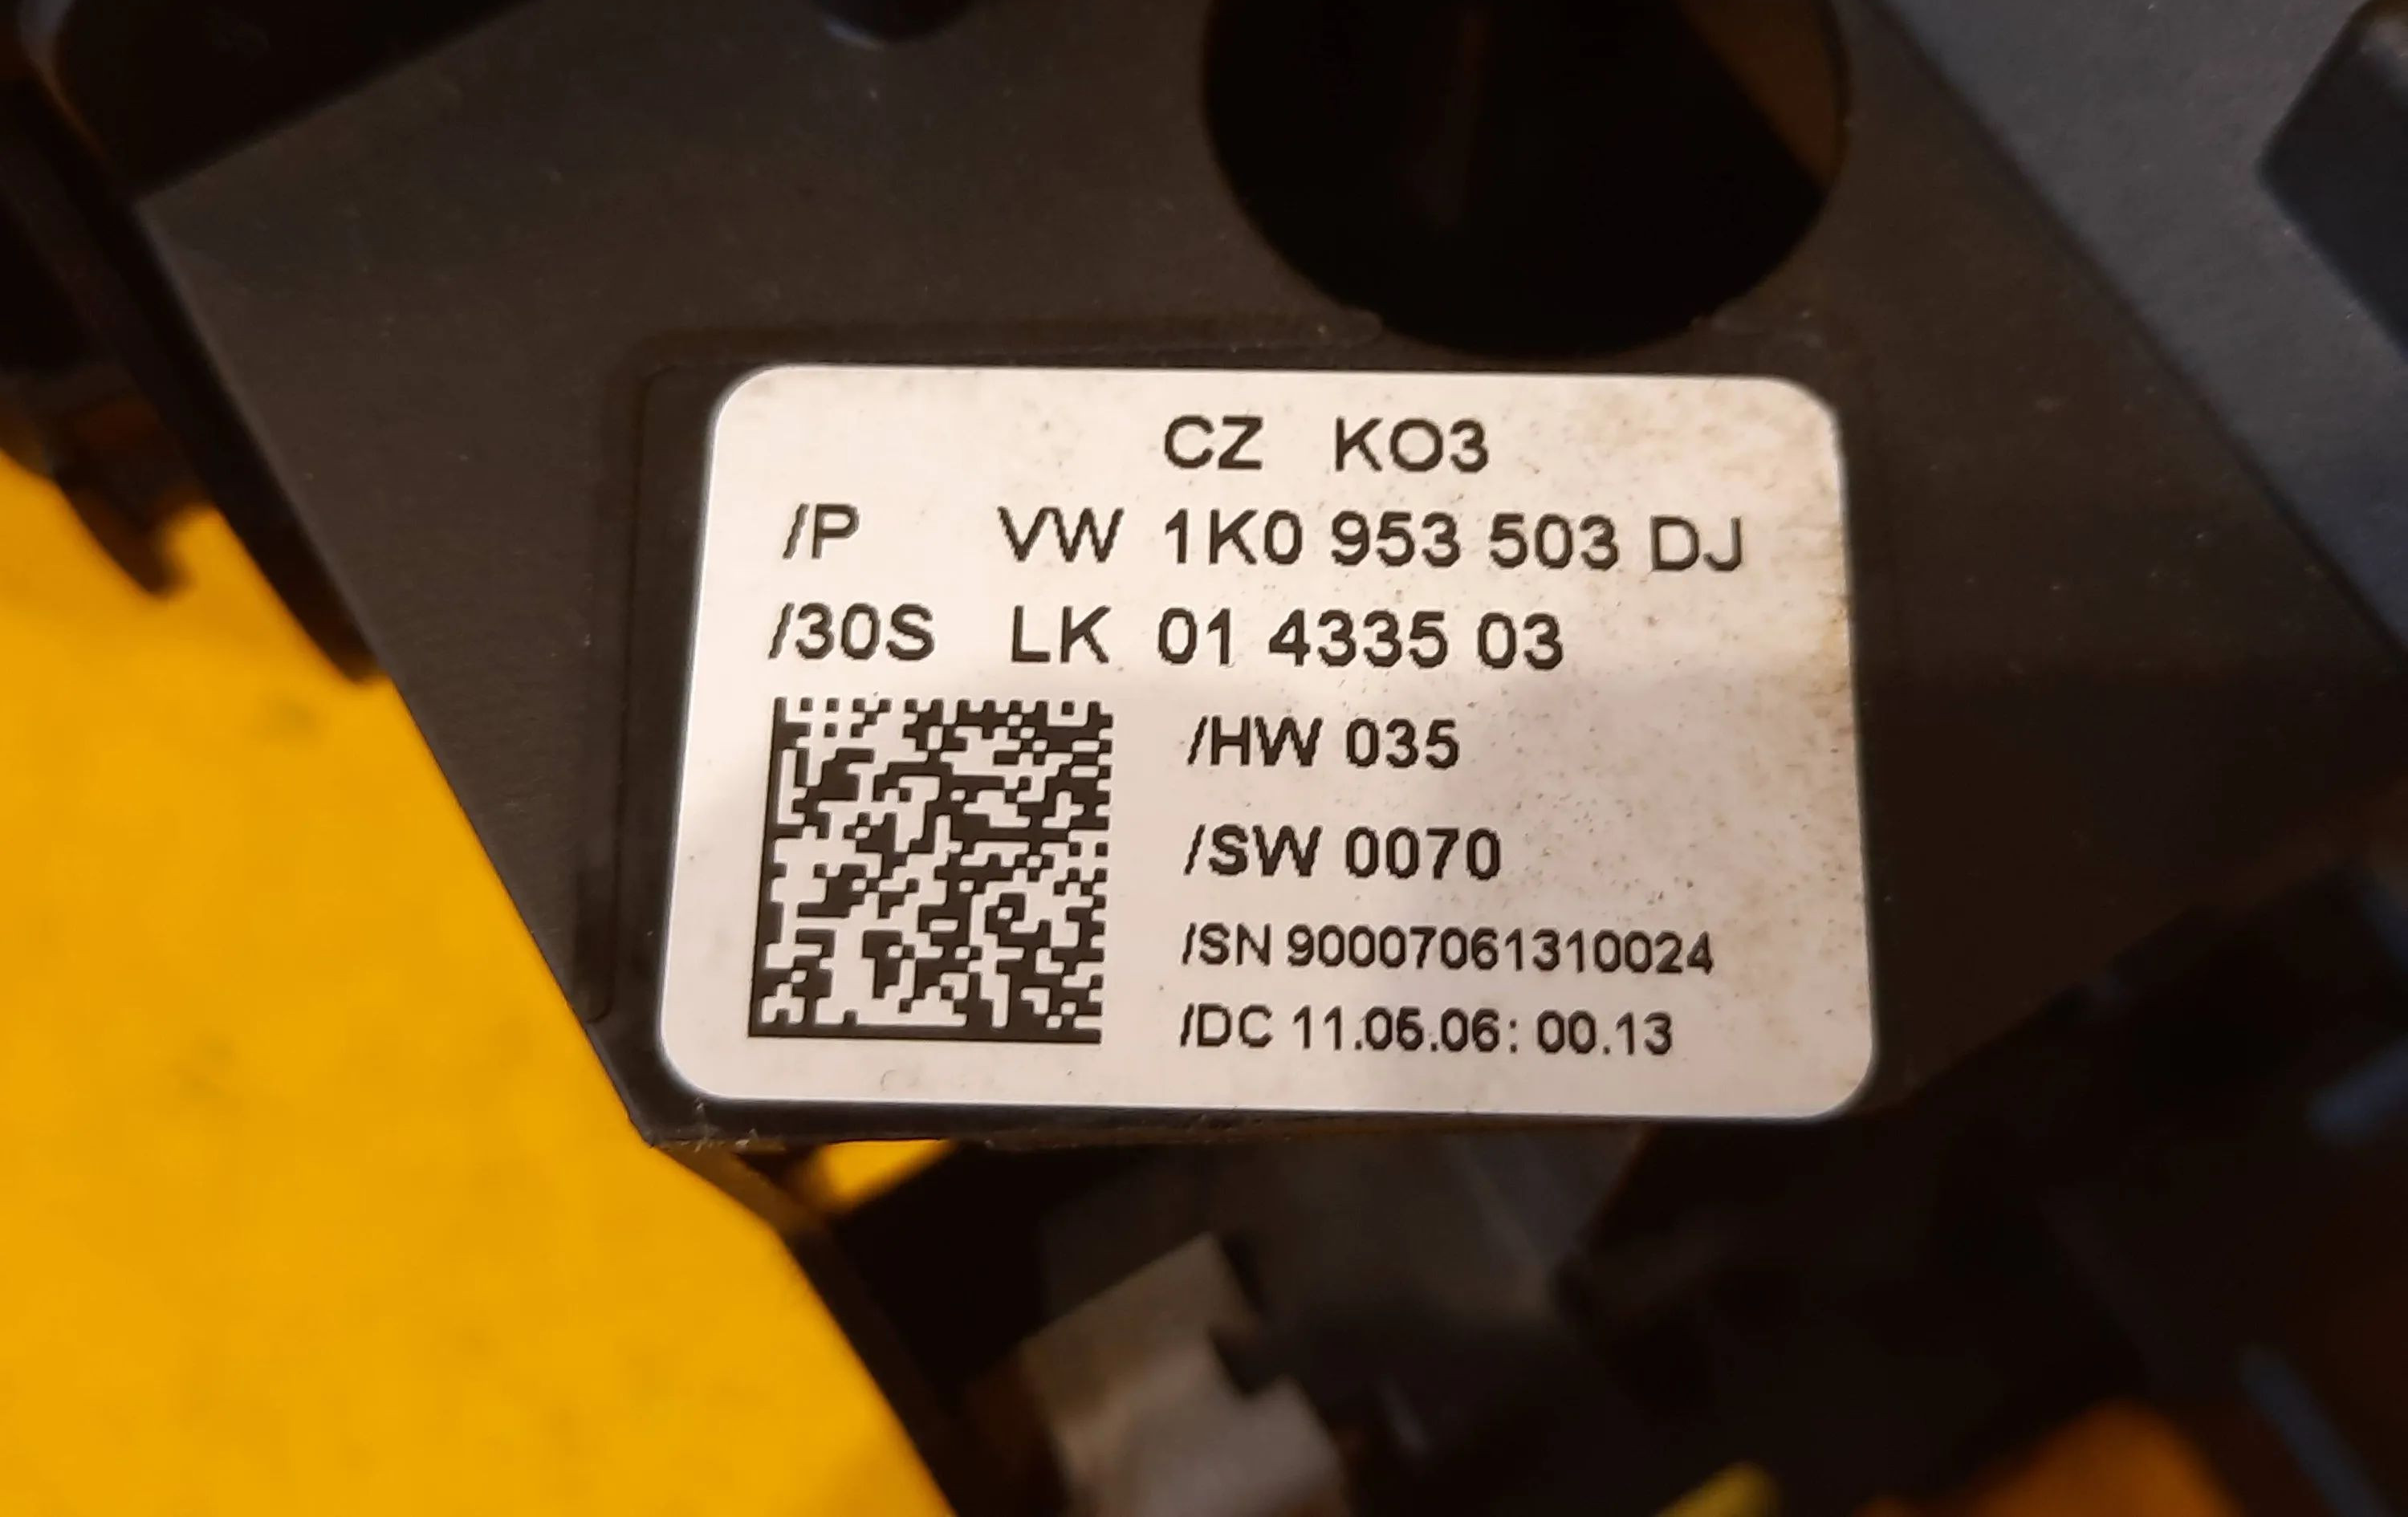 CZ KO3
/P VW 1K0 953 503 DJ
/30S LK 01 4335 03
/HW 035
/SW 0070
/SN 90007061310024
/DC 11.05.06: 00.13